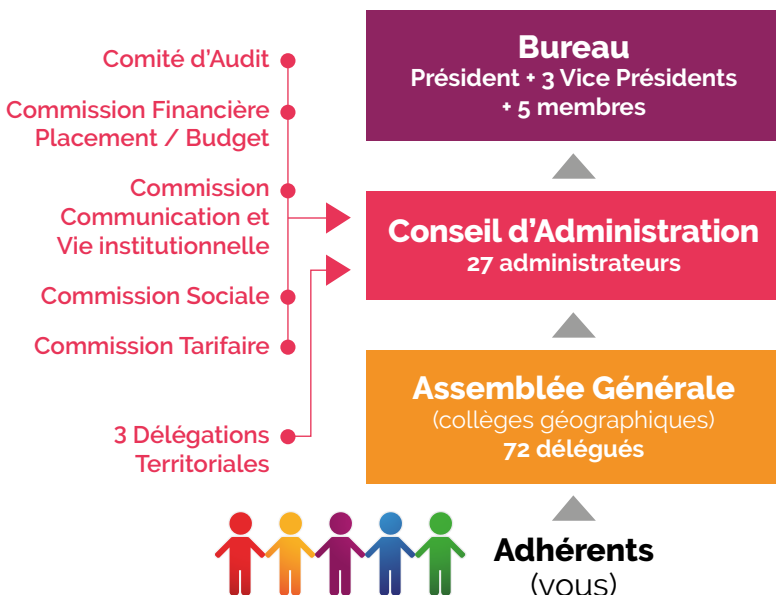 Comité d'Audit
Commission Financière
Placement / Budget
Commission
Communication et
Vie institutionnelle
Commission Sociale
Commission Tarifaire
3 Délégations
Territoriales
Bureau
Président + 3 Vice Présidents
+ 5 membres
Conseil d'Administration
27 administrateurs
Assemblée Générale
(collèges géographiques)
72 délégués
Adhérents
(vous)